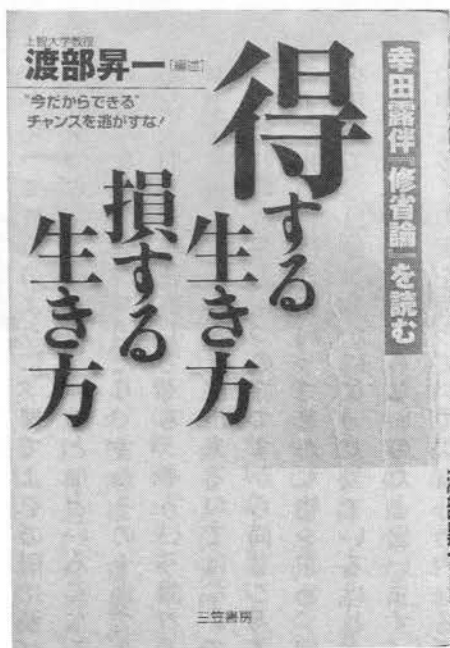 幸田露伴『修省論』を読む
得する
生き方
損する
生き方
上智大学教授
渡部昇一[編述]
"今だからできる"
チャンスを逃がすな!
三笠書房